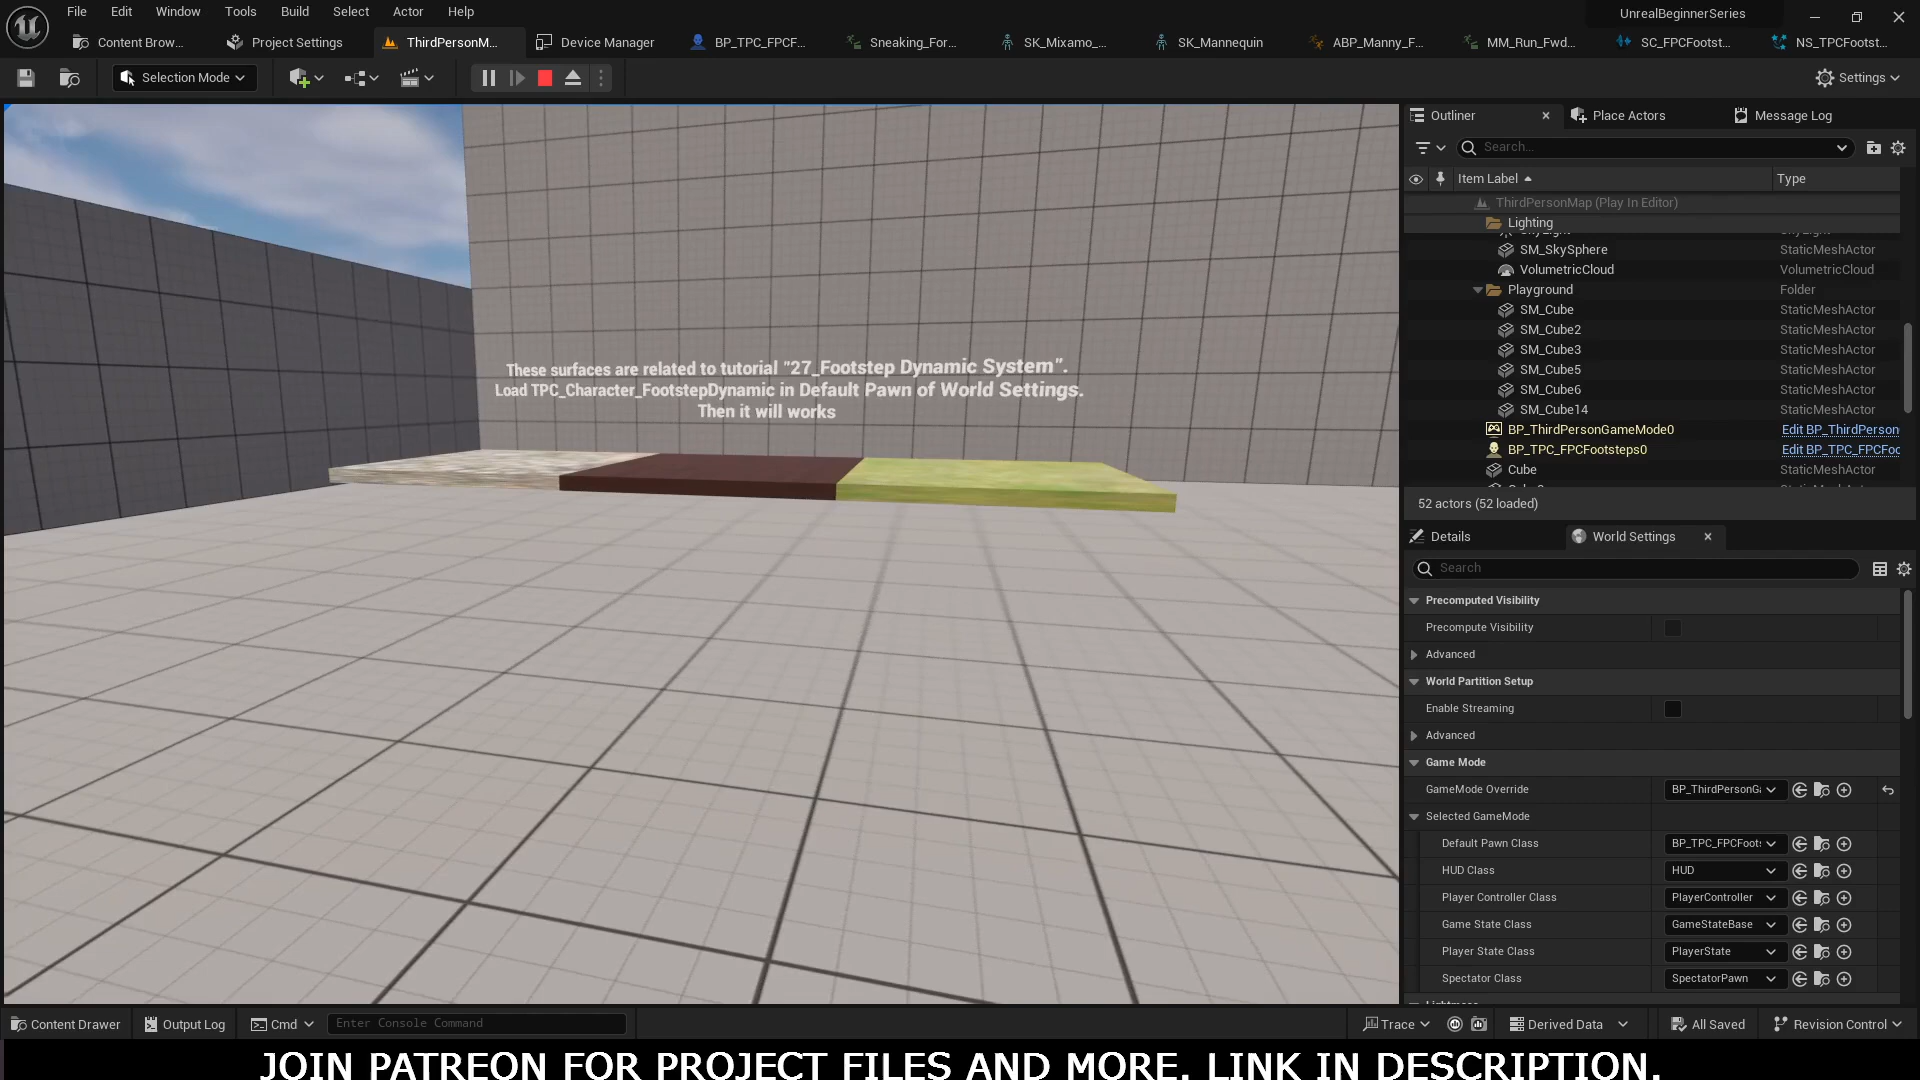 File Edit Window Tools Build Select Actor Help
UnrealBeginnerSeries
Content Brow... Project Settings ThirdPersonM... Device Manager BP_TPC_FPCF... Sneaking_For... SK_Mixamo_... SK_Mannequin ABP_Manny_F... MM_Run_Fwd... SC_FPCFootst... NS_TPCFootst...
Selection Mode
Settings
These surfaces are related to tutorial "27_Footstep Dynamic System".
Load TPC_Character_FootstepDynamic in Default Pawn of World Settings.
Then it will works
Outliner Place Actors Message Log
Search...
Item Label Type
ThirdPersonMap (Play In Editor)
Lighting
SM_SkySphere StaticMeshActor
VolumetricCloud VolumetricCloud
Playground Folder
SM_Cube StaticMeshActor
SM_Cube2 StaticMeshActor
SM_Cube3 StaticMeshActor
SM_Cube5 StaticMeshActor
SM_Cube6 StaticMeshActor
SM_Cube14 StaticMeshActor
BP_ThirdPersonGameMode0 Edit BP_ThirdPerson
BP_TPC_FPCFootsteps0 Edit BP_TPC_FPCFoo
Cube StaticMeshActor
52 actors (52 loaded)
Details World Settings
Search
Precomputed Visibility
Precompute Visibility
Advanced
World Partition Setup
Enable Streaming
Advanced
Game Mode
GameMode Override BP_ThirdPersonGa
Selected GameMode
Default Pawn Class BP_TPC_FPCFoots
HUD Class HUD
Player Controller Class PlayerController
Game State Class GameStateBase
Player State Class PlayerState
Spectator Class SpectatorPawn
Content Drawer Output Log Cmd Enter Console Command Trace Derived Data All Saved Revision Control
JOIN PATREON FOR PROJECT FILES AND MORE. LINK IN DESCRIPTION.